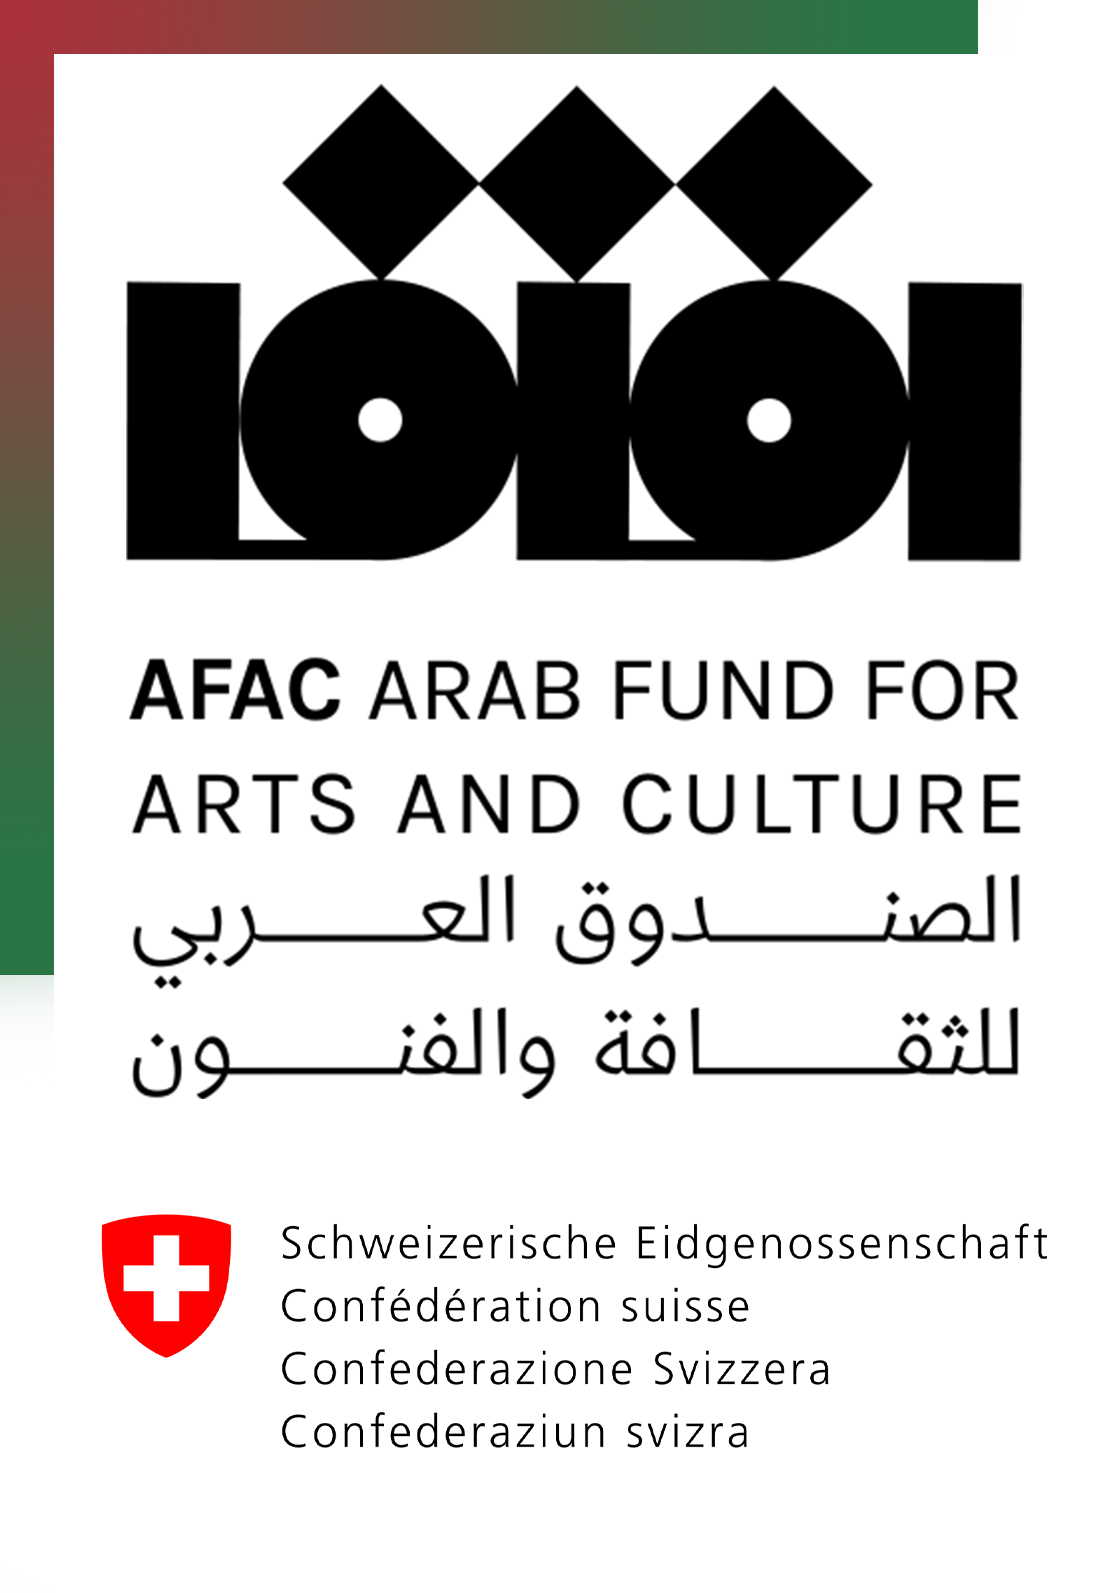 AFAC ARAB FUND FOR
ARTS AND CULTURE
الصنـــــدوق العـــــربي
للثقـــــافة والفنـــــون
Schweizerische Eidgenossenschaft
Confédération suisse
Confederazione Svizzera
Confederaziun svizra